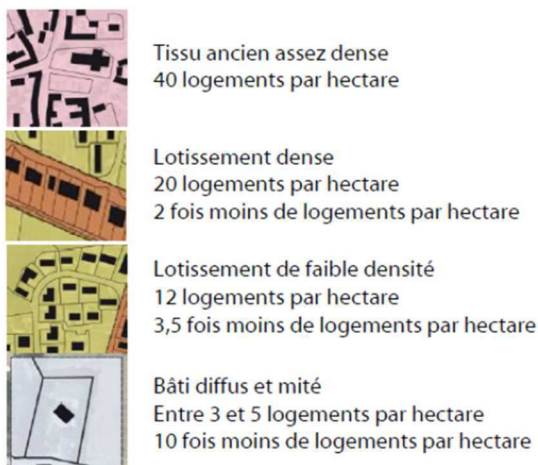 Tissu ancien assez dense
40 logements par hectare
Lotissement dense
20 logements par hectare
2 fois moins de logements par hectare
Lotissement de faible densité
12 logements par hectare
3,5 fois moins de logements par hectare
Bâti diffus et mité
Entre 3 et 5 logements par hectare
10 fois moins de logements par hectare